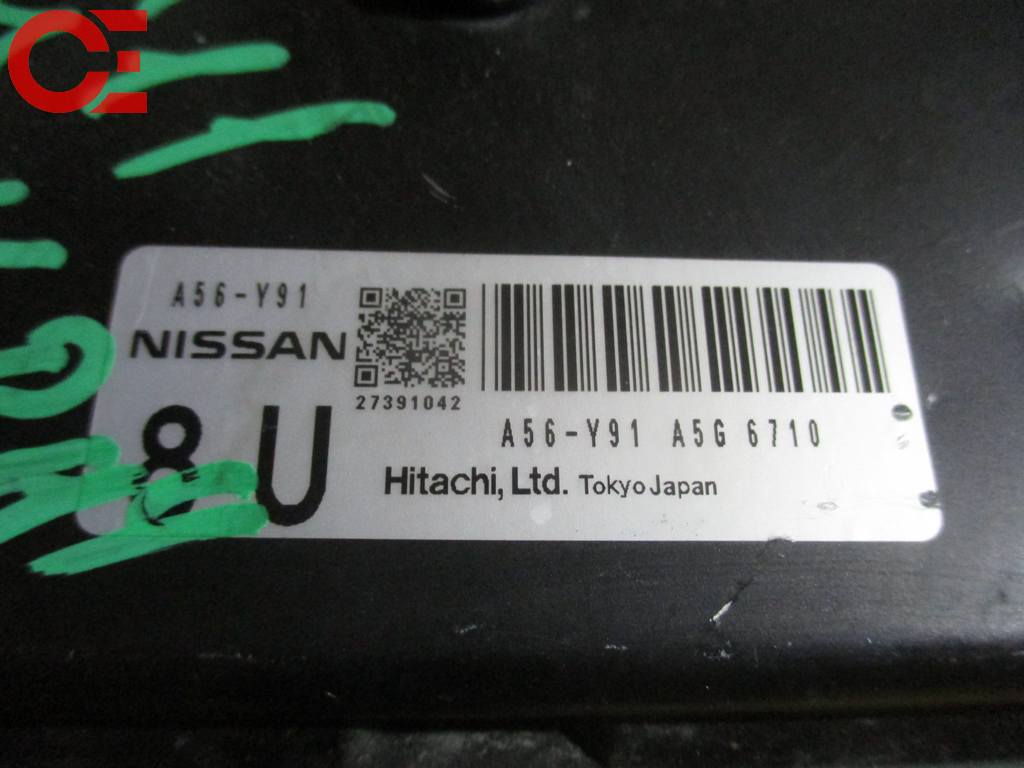 A56-Y91
NISSAN
27391042
8 U
A56-Y91 A5G 6710
Hitachi, Ltd. Tokyo Japan